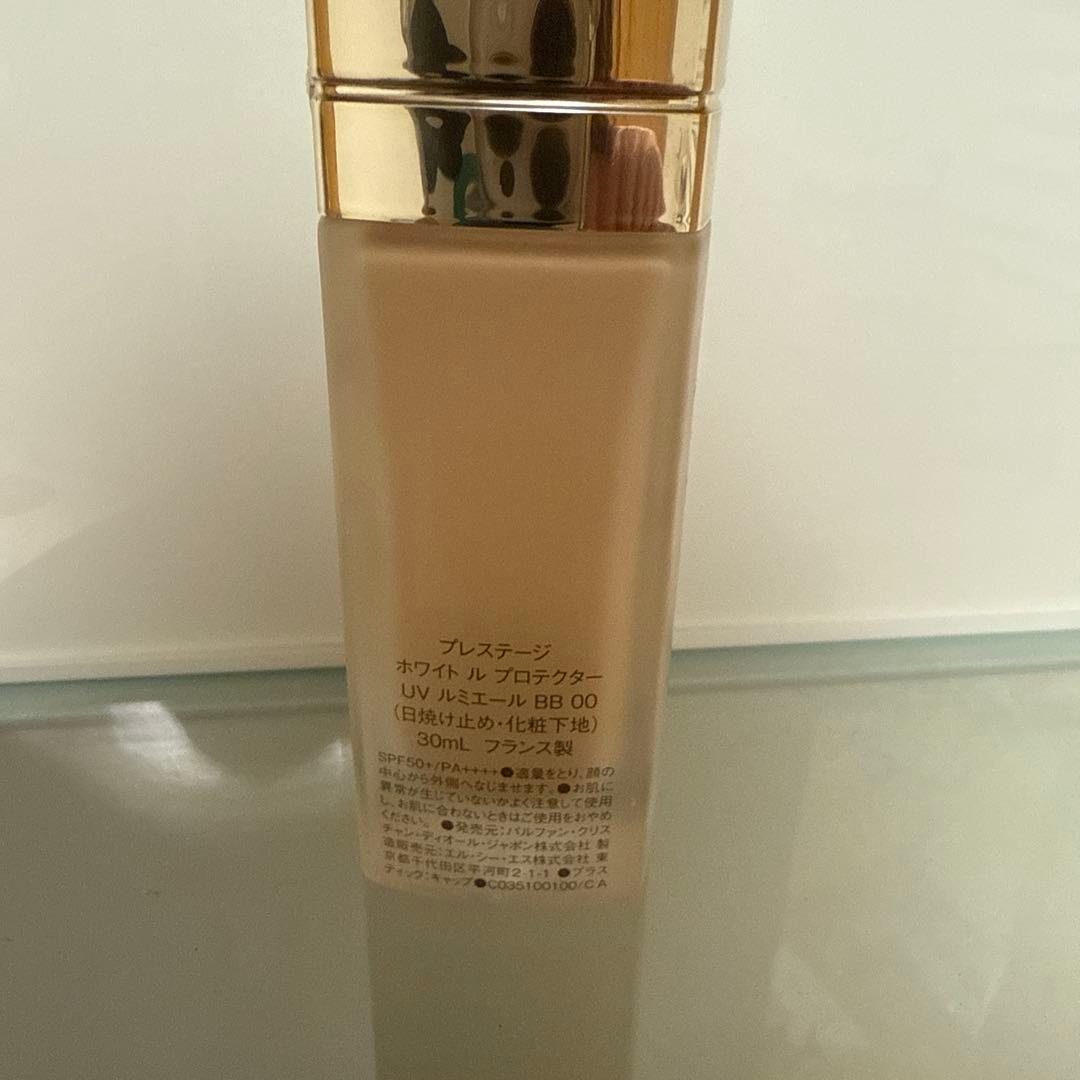 プレステージ
ホワイト ル プロテクター
UV ルミエール BB 00
(日焼け止め・化粧下地)
30mL フランス製
SPF50+/PA++++●適量をとり、顔の
中心から外側へなじませます。●お肌に
異常が生じていないかよく注意して使用
し、お肌に合わないときはご使用をおやめ
ください。●発売元:パルファン・クリス
チャン・ディオール・ジャポン株式会社 製
造販売元:エル・シー・エス株式会社 東
京都千代田区平河町2-1-1 ●プラス
ティック:キャップ●C035100100/CA